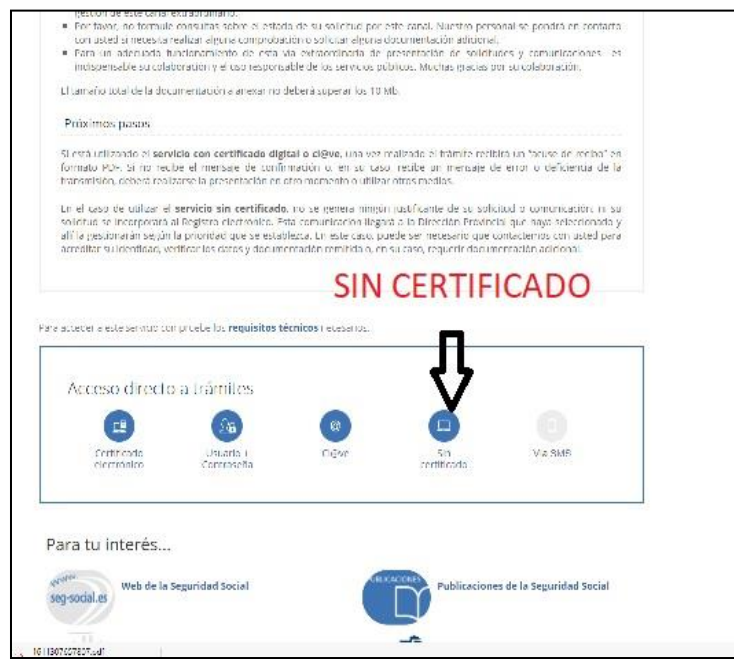 gestión de este canal extraordinario.
Por favor, no formule consultas sobre el estado de su solicitud por este canal. Nuestro personal se pondrá en contacto
con usted si necesita realizar alguna comprobación o solicitar alguna documentación adicional.
Para un adecuado funcionamiento de esta vía extraordinaria de presentación de solicitudes y comunicaciones es
indispensable su colaboración y el uso responsable de los servicios públicos. Muchas gracias por su colaboración.
El tamaño total de la documentación a anexar no deberá superar los 10 Mb.
Próximos pasos
Si está utilizando el servicio con certificado digital o cl@ve, una vez realizado el trámite recibirá un "acuse de recibo" en
formato PDF. Si no recibe el mensaje de confirmación o, en su caso, recibe un mensaje de error o deficiencia de la
transmisión, deberá realizarse la presentación en otro momento o utilizar otros medios.
En el caso de utilizar el servicio sin certificado, no se genera ningún justificante de su solicitud o comunicación, ni su
solicitud se incorporará al Registro electrónico. Esta comunicación llegará a la Dirección Provincial que haya seleccionado y
allí la gestionarán según la prioridad que se establezca. En este caso, puede ser necesario que contactemos con usted para
acreditar su identidad, verificar los datos y documentación remitida o, en su caso, requerir documentación adicional.
SIN CERTIFICADO
Para acceder a este servicio compruebe los requisitos técnicos necesarios.
Acceso directo a trámites
Certificado electrónico
Usuario + Contraseña
Cl@ve
Sin certificado
Vía SMS
Para tu interés...
www.
seg-social.es
Web de la Seguridad Social
PUBLICACIONES
Publicaciones de la Seguridad Social